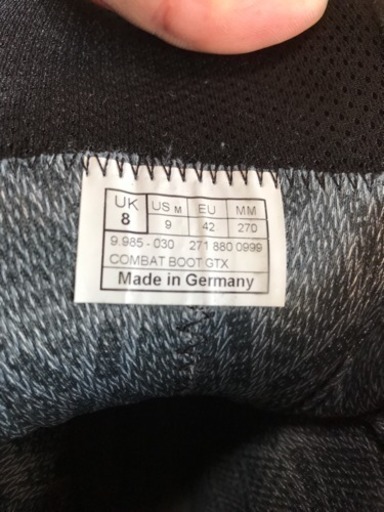 UK US M EU MM
8 9 42 270
9.985 - 030 271 880 0999
COMBAT BOOT GTX
Made in Germany